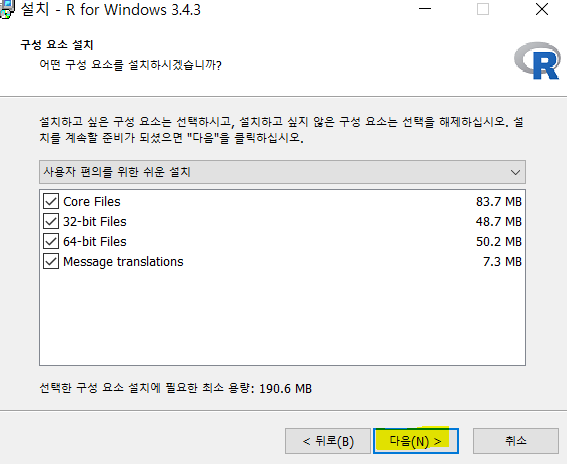 설치 - R for Windows 3.4.3
구성 요소 설치
어떤 구성 요소를 설치하시겠습니까?
R
설치하고 싶은 구성 요소는 선택하시고, 설치하고 싶지 않은 구성 요소는 선택을 해제하십시오. 설
치를 계속할 준비가 되셨으면 "다음"을 클릭하십시오.
사용자 편의를 위한 쉬운 설치
Core Files 83.7 MB
32-bit Files 48.7 MB
64-bit Files 50.2 MB
Message translations 7.3 MB
선택한 구성 요소 설치에 필요한 최소 용량: 190.6 MB
< 뒤로(B) 다음(N) > 취소